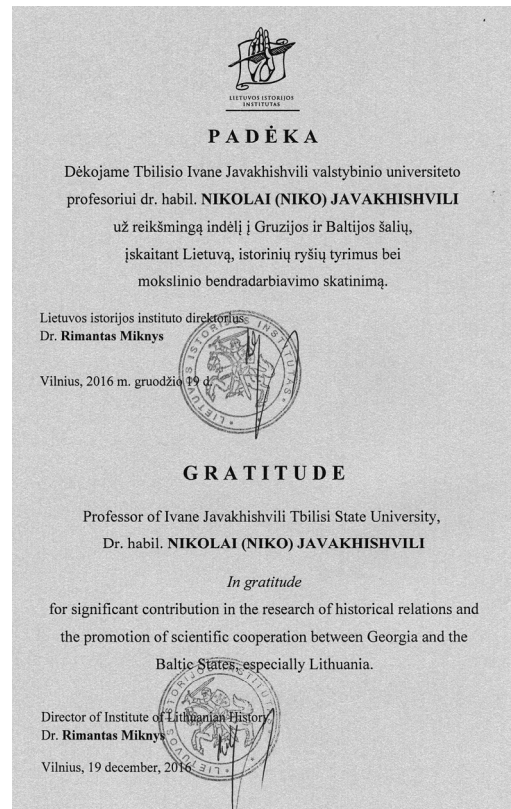 LIETUVOS ISTORIJOS
INSTITUTAS
PADĖKA
Dėkojame Tbilisio Ivane Javakhishvili valstybinio universiteto
profesoriui dr. habil. NIKOLAI (NIKO) JAVAKHISHVILI
už reikšmingą indėlį į Gruzijos ir Baltijos šalių,
įskaitant Lietuvą, istorinių ryšių tyrimus bei
mokslinio bendradarbiavimo skatinimą.
Lietuvos istorijos instituto direktorius
Dr. Rimantas Miknys
Vilnius, 2016 m. gruodžio 19 d.
LIETUVOS ISTORIJOS INSTITUTAS
GRATITUDE
Professor of Ivane Javakhishvili Tbilisi State University,
Dr. habil. NIKOLAI (NIKO) JAVAKHISHVILI
In gratitude
for significant contribution in the research of historical relations and
the promotion of scientific cooperation between Georgia and the
Baltic States, especially Lithuania.
Director of Institute of Lithuanian History
Dr. Rimantas Miknys
Vilnius, 19 december, 2016